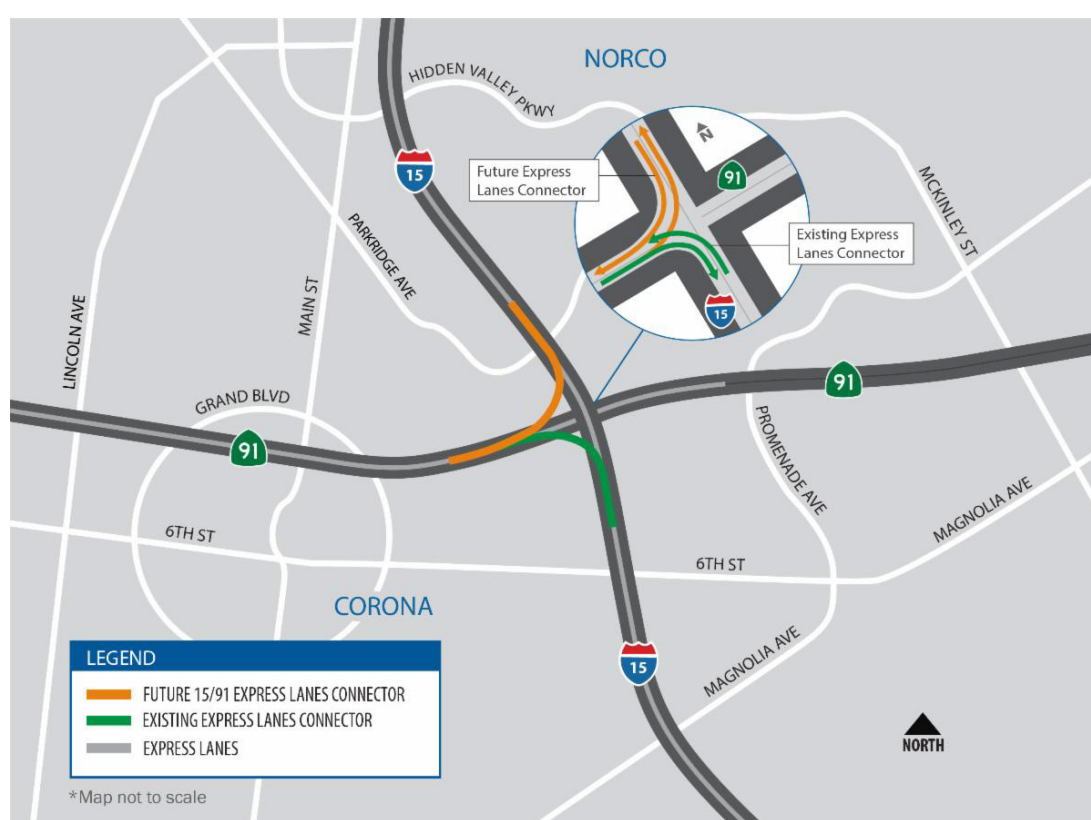 NORCO
HIDDEN VALLEY PKWY
15
N
Future Express
Lanes Connector
91
MCKINLEY ST
Existing Express
Lanes Connector
15
PARKRIDGE AVE
MAIN ST
LINCOLN AVE
GRAND BLVD
91
91
PROMENADE AVE
MAGNOLIA AVE
6TH ST
6TH ST
CORONA
MAGNOLIA AVE
15
LEGEND
FUTURE 15/91 EXPRESS LANES CONNECTOR
EXISTING EXPRESS LANES CONNECTOR
EXPRESS LANES
NORTH
*Map not to scale